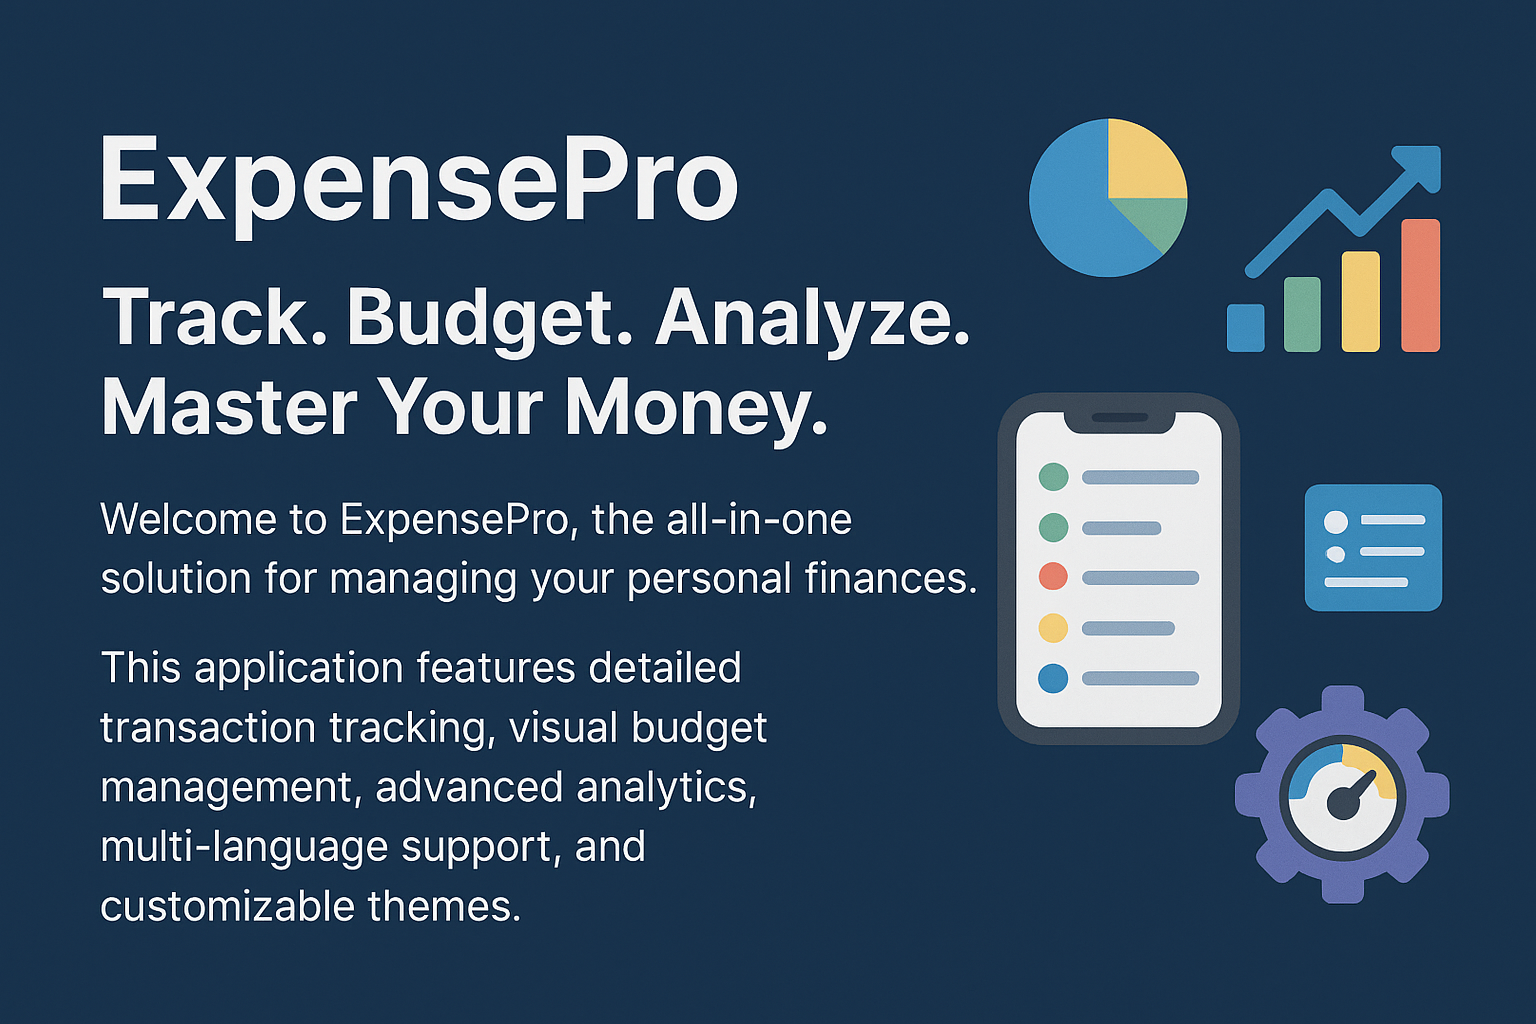 ExpensePro
Track. Budget. Analyze.
Master Your Money.
Welcome to ExpensePro, the all-in-one
solution for managing your personal finances.
This application features detailed
transaction tracking, visual budget
management, advanced analytics,
multi-language support, and
customizable themes.